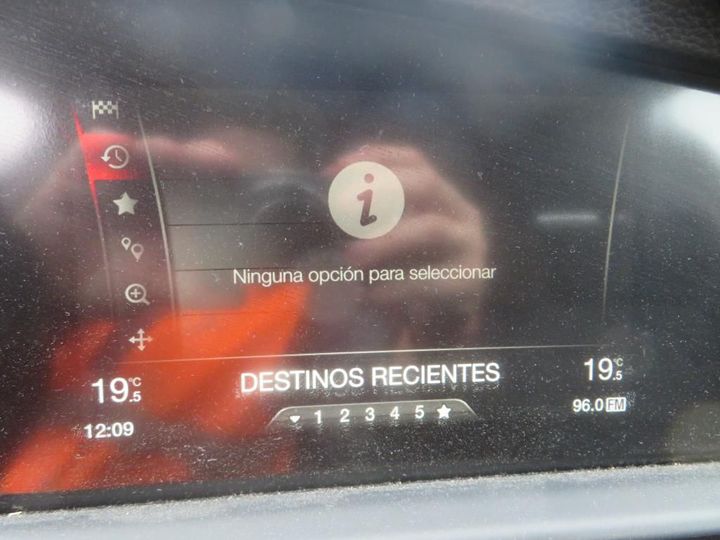 i
Ninguna opción para seleccionar
DESTINOS RECIENTES
19.5 °C
19.5 °C
1 2 3 4 5
12:09
96.0 FM